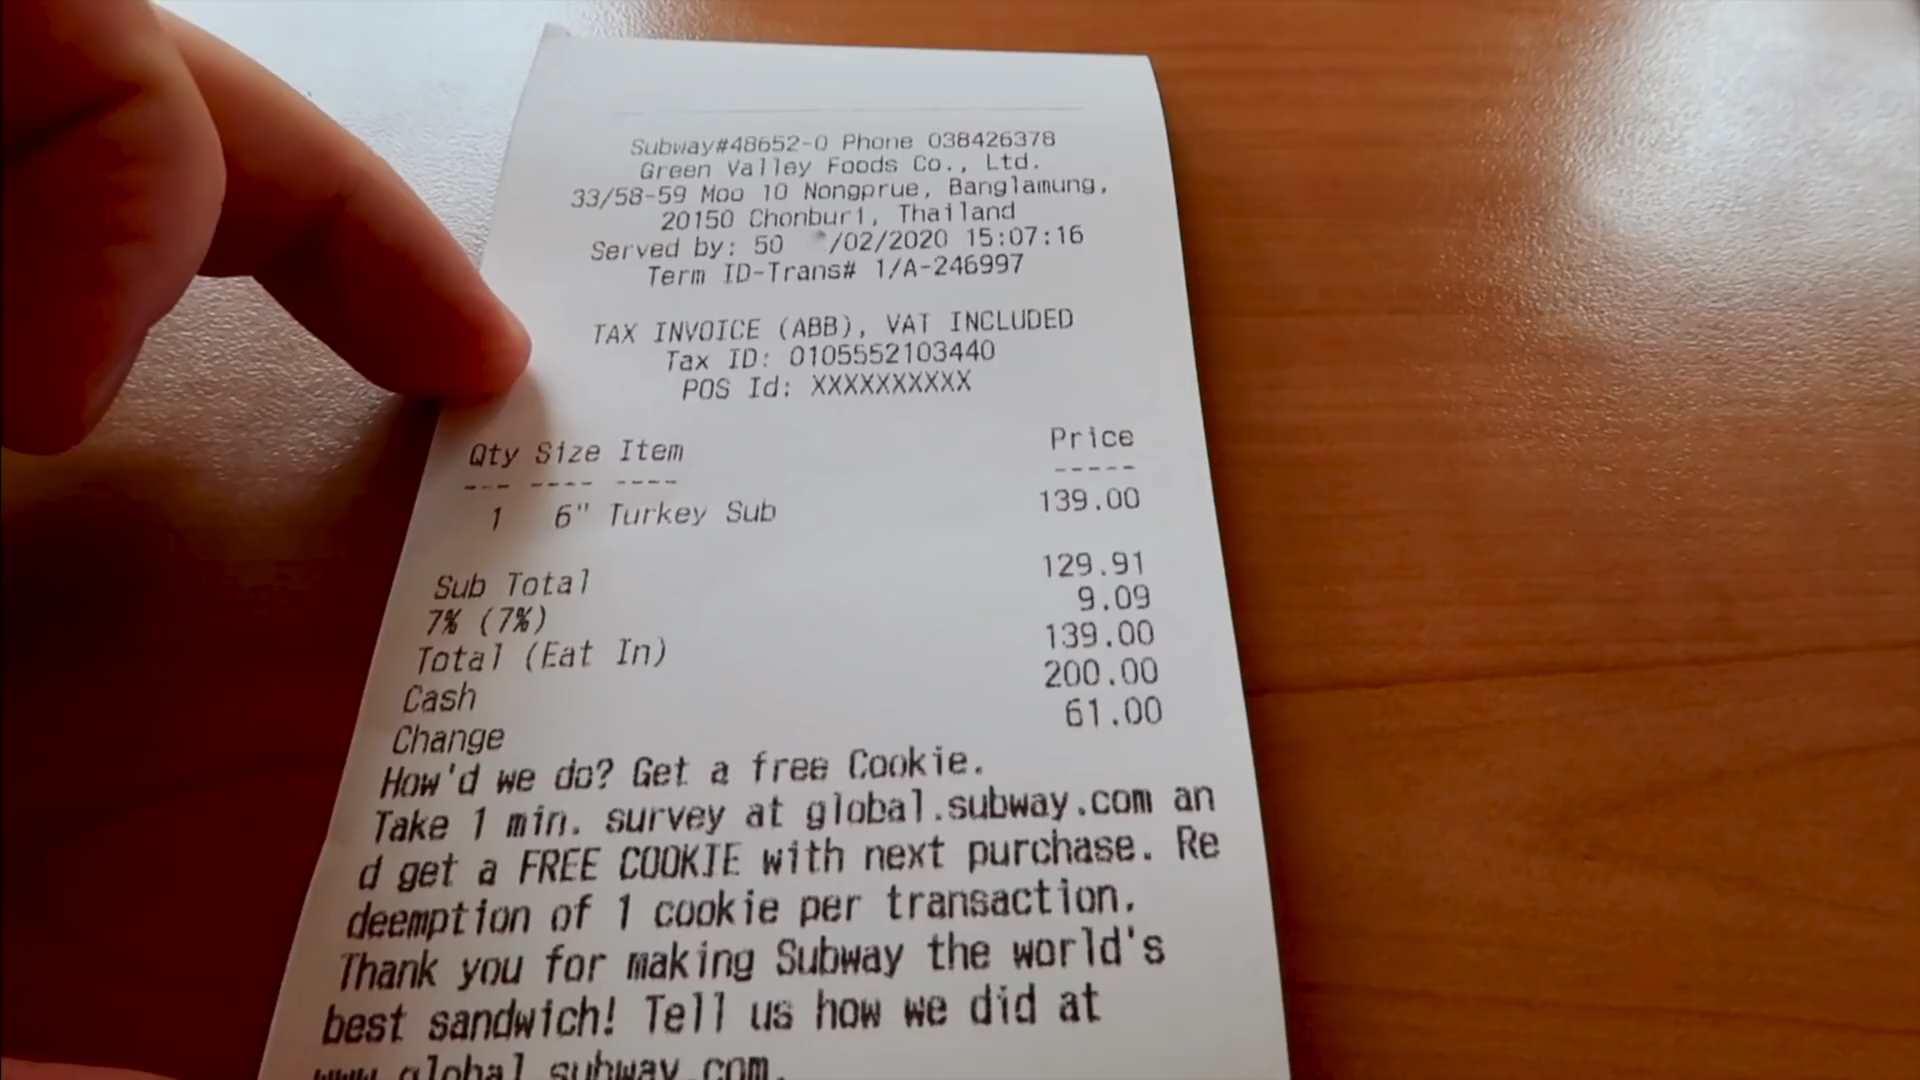 Subway#48652-0 Phone 038426378
Green Valley Foods Co., Ltd.
33/58-59 Moo 10 Nongprue, Banglamung,
20150 Chonburi, Thailand
Served by: 50 /02/2020 15:07:16
Term ID-Trans# 1/A-246997
TAX INVOICE (ABB), VAT INCLUDED
Tax ID: 0105552103440
POS Id: XXXXXXXXXX
Qty Size Item Price
--- ---- ---- -----
1 6" Turkey Sub 139.00
Sub Total 129.91
7% (7%) 9.09
Total (Eat In) 139.00
Cash 200.00
Change 61.00
How'd we do? Get a free Cookie.
Take 1 min. survey at global.subway.com an
d get a FREE COOKIE with next purchase. Re
deemption of 1 cookie per transaction.
Thank you for making Subway the world's
best sandwich! Tell us how we did at
www.global.subway.com.